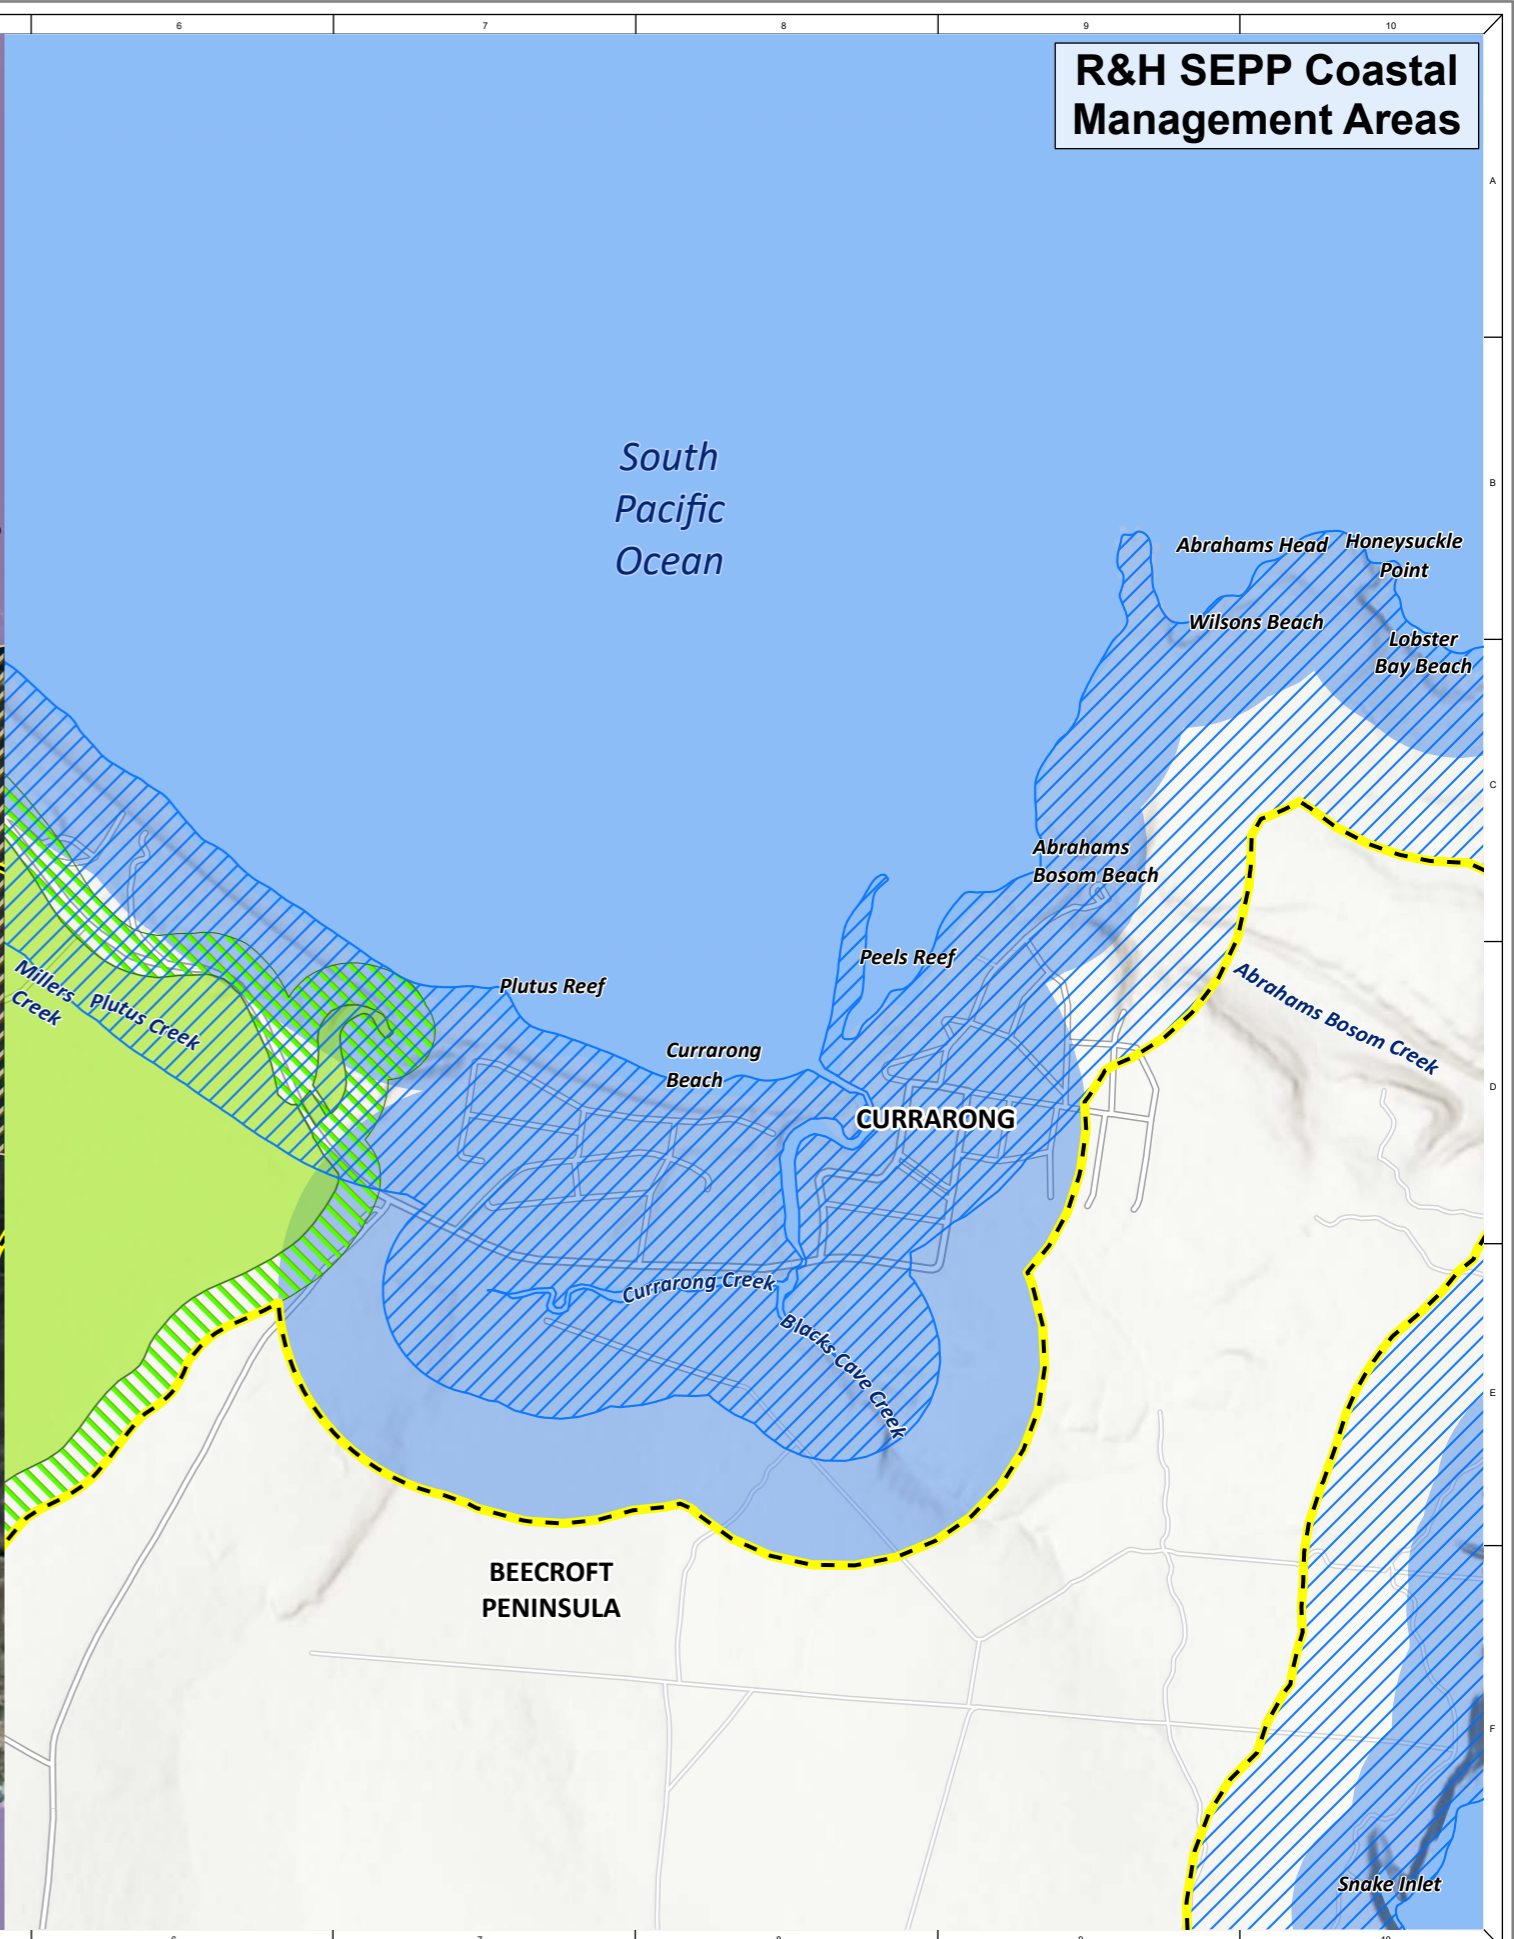 6
7
8
9
10
R&H SEPP Coastal
Management Areas
A
South
Pacific
Ocean
B
Abrahams Head
Honeysuckle
Point
Wilsons Beach
Lobster
Bay Beach
C
Abrahams
Bosom Beach
Peels Reef
Millers
Creek
Plutus Creek
Plutus Reef
Abrahams Bosom Creek
Currarong
Beach
D
CURRARONG
Currarong Creek
Blacks Cave Creek
E
BEECROFT
PENINSULA
F
Snake Inlet